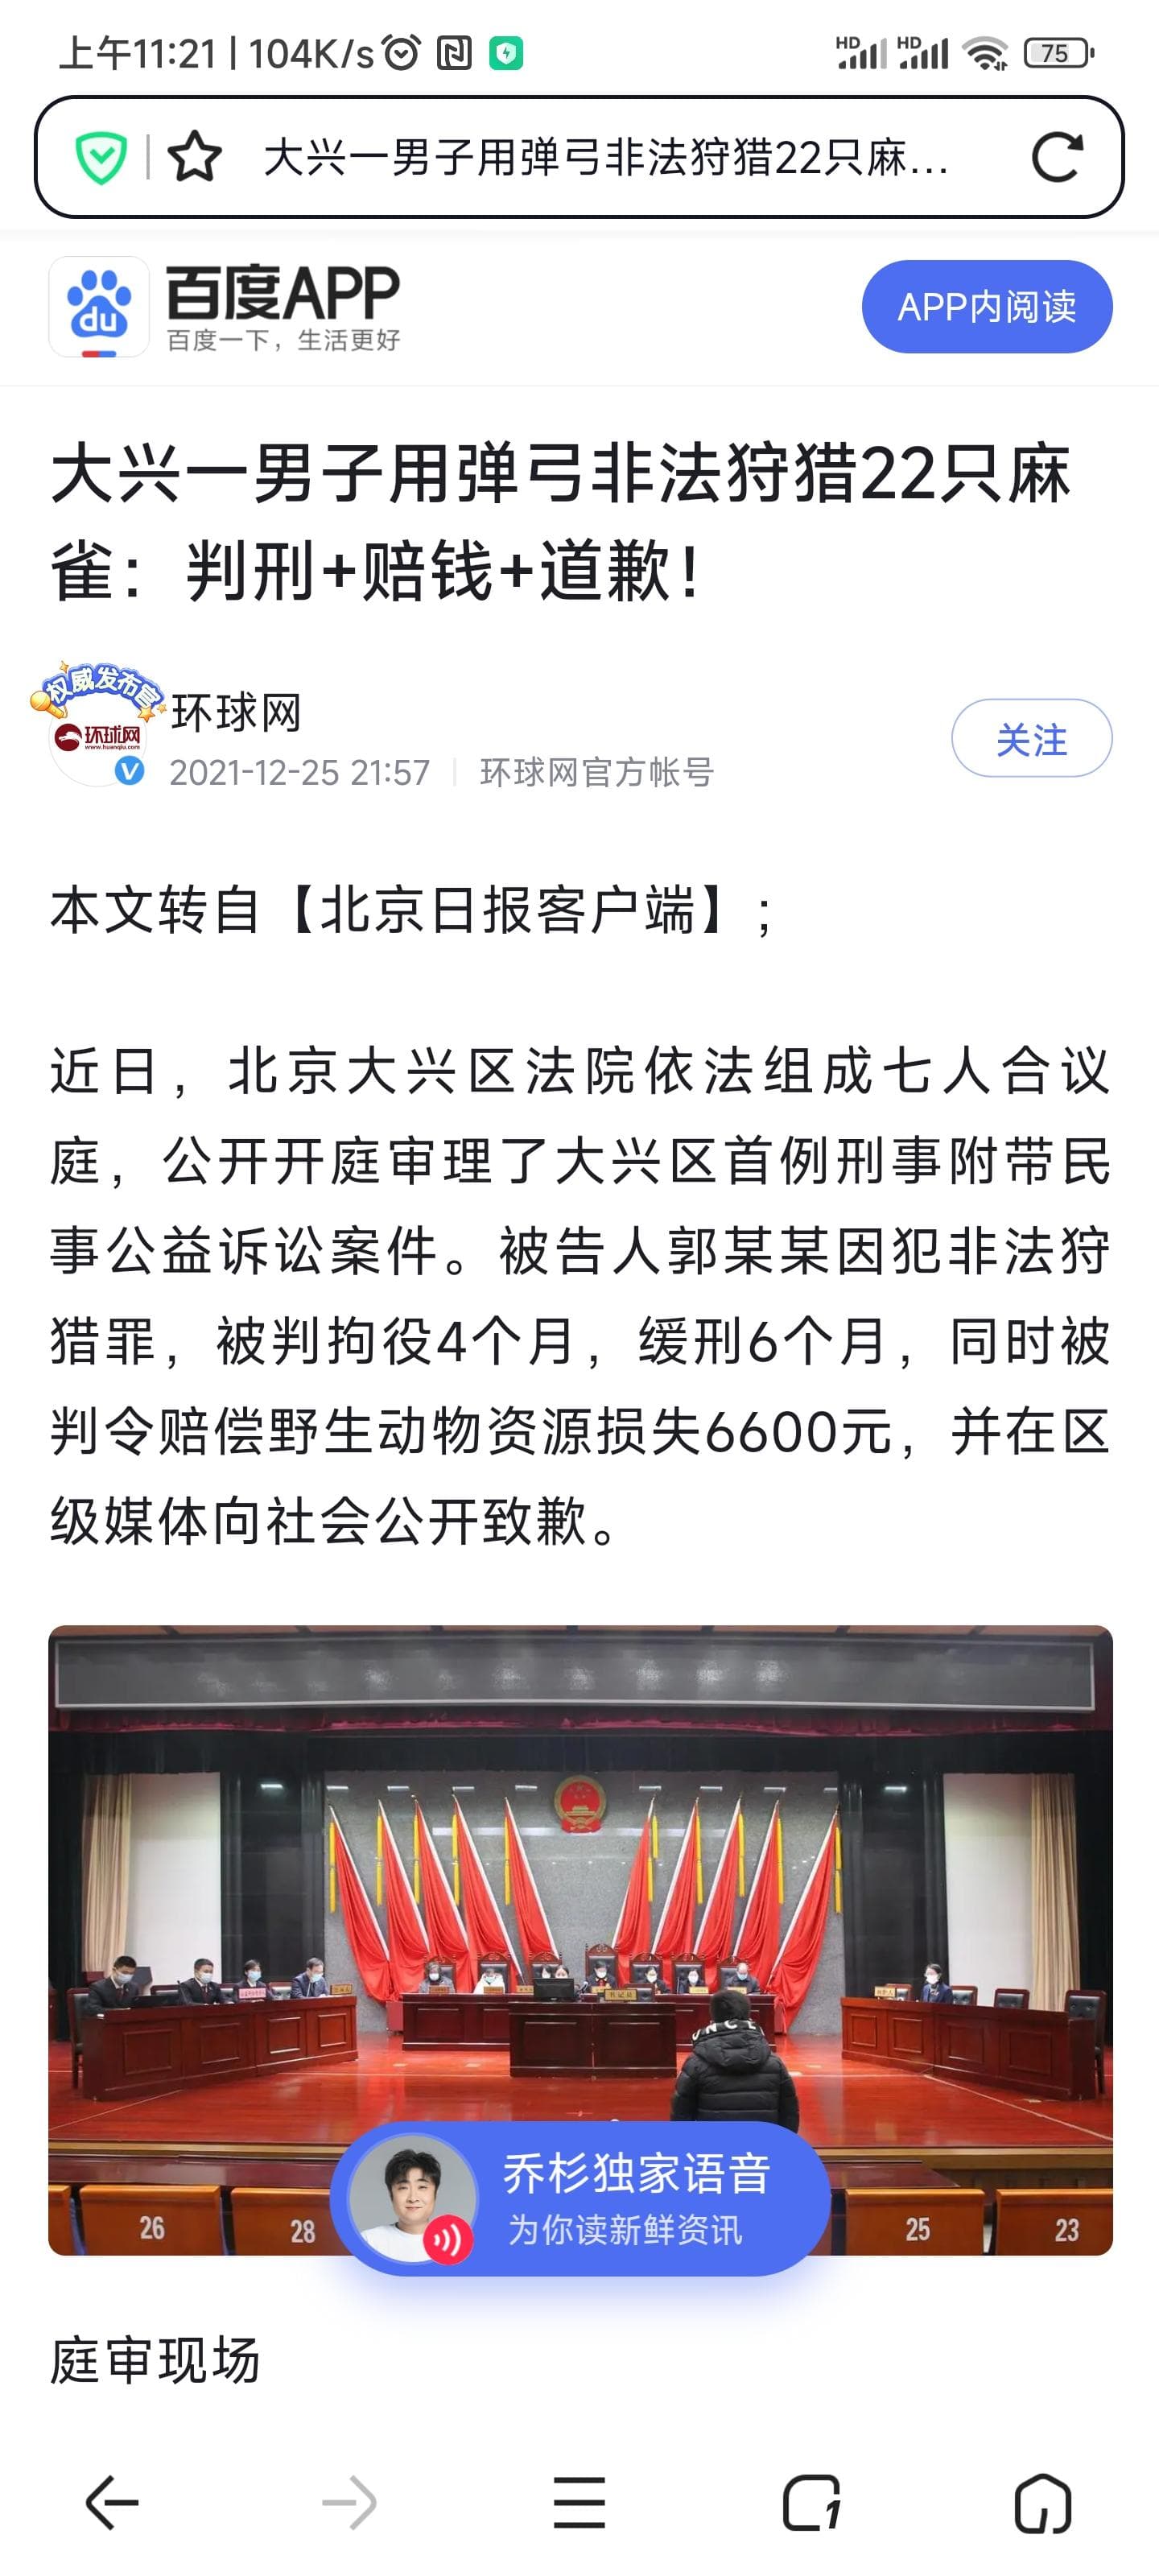 上午11:21 | 104K/s
HD HD 75
大兴一男子用弹弓非法狩猎22只麻...
du
百度APP
百度一下，生活更好
APP内阅读
大兴一男子用弹弓非法狩猎22只麻
雀：判刑+赔钱+道歉！
权威发布官
环球网
www.huanqiu.com
环球网
2021-12-25 21:57 | 环球网官方帐号
关注
本文转自【北京日报客户端】；
近日，北京大兴区法院依法组成七人合议
庭，公开开庭审理了大兴区首例刑事附带民
事公益诉讼案件。被告人郭某某因犯非法狩
猎罪，被判拘役4个月，缓刑6个月，同时被
判令赔偿野生动物资源损失6600元，并在区
级媒体向社会公开致歉。
书记员
26
28
25
23
乔杉独家语音
为你读新鲜资讯
庭审现场
1